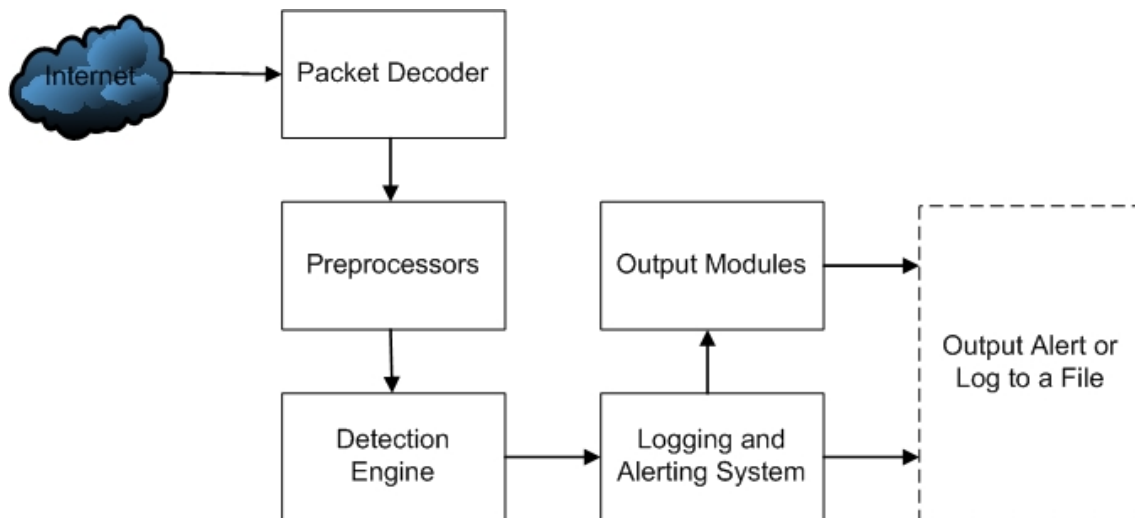 Internet
Packet Decoder
Preprocessors
Output Modules
Output Alert or
Log to a File
Detection
Engine
Logging and
Alerting System